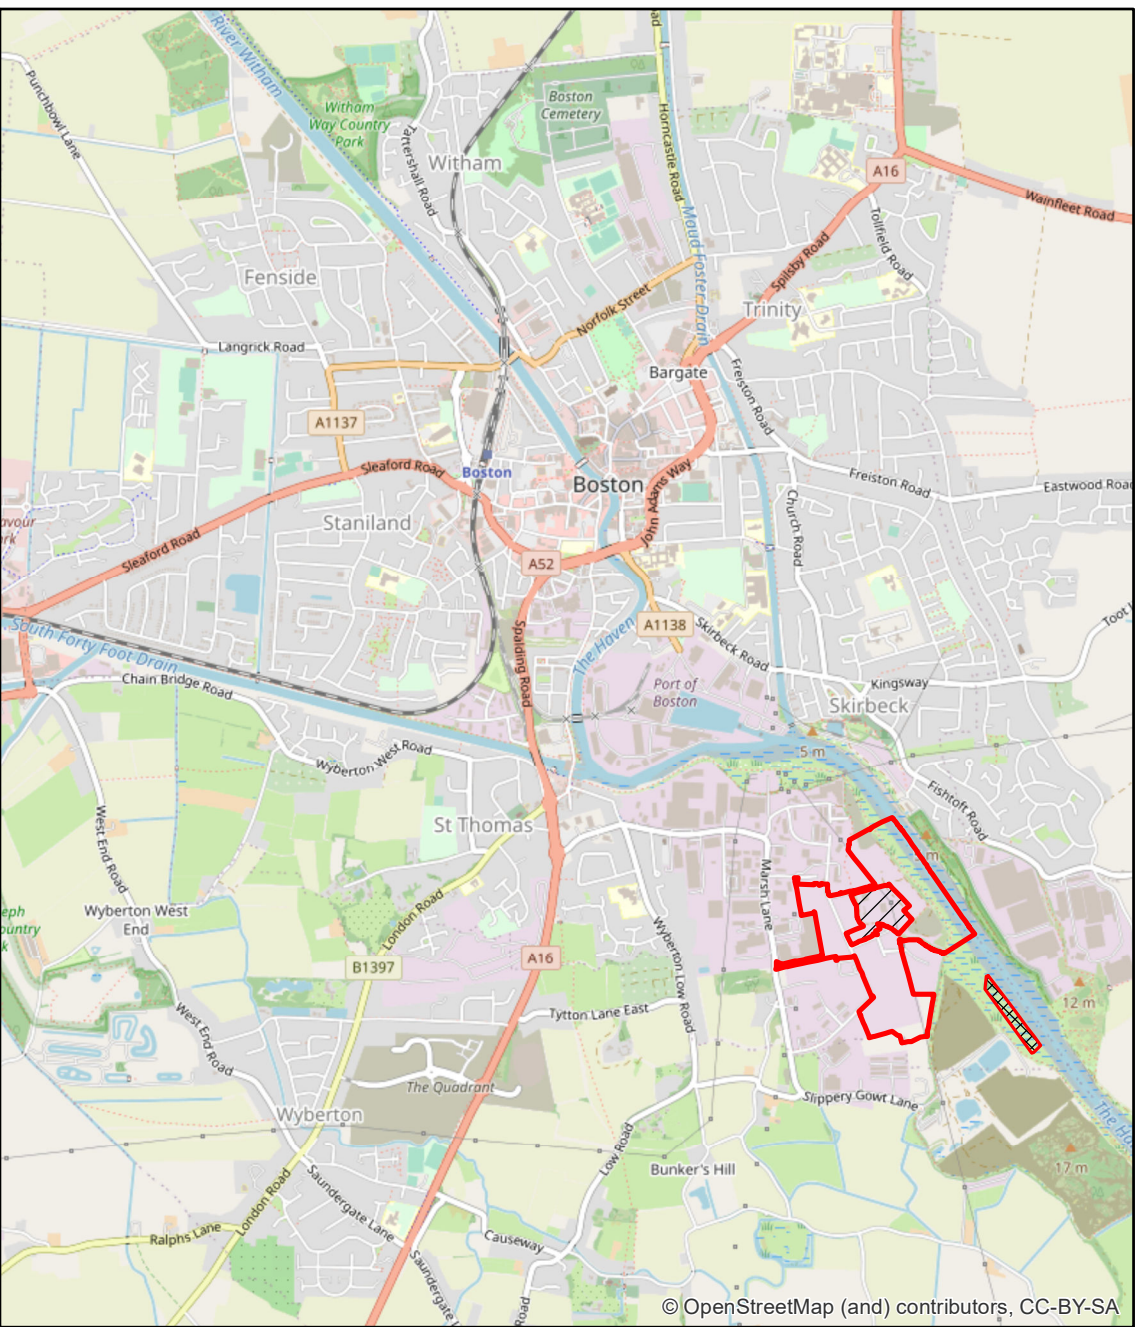 River Witham
Punchbowl Lane
Witham
Way Country
Park
Tattershall Road
Boston
Cemetery
Witham
Horncastle Road
Maud Foster Drain
A16
Wainfleet Road
Tollfield Road
Spilsby Road
Fenside
Norfolk Street
Trinity
Langrick Road
Bargate
Freiston Road
A1137
Sleaford Road
Boston
Boston
John Adams Way
Freiston Road
Eastwood Road
Church Road
Staniland
Sleaford Road
A52
South Forty Foot Drain
Spalding Road
The Haven
A1138
Skirbeck Road
Chain Bridge Road
Port of
Boston
Kingsway
Skirbeck
5 m
Wyberton West Road
Fishtoft Road
St Thomas
West End Road
Marsh Lane
London Road
Wyberton West
End
Wyberton Low Road
B1397
A16
12 m
West End Road
Tytton Lane East
The Quadrant
Slippery Gowt Lane
Wyberton
Low Road
Bunker's Hill
17 m
Saundergate Lane
London Road
Ralphs Lane
Causeway
Saundergate L
Road
© OpenStreetMap (and) contributors, CC-BY-SA